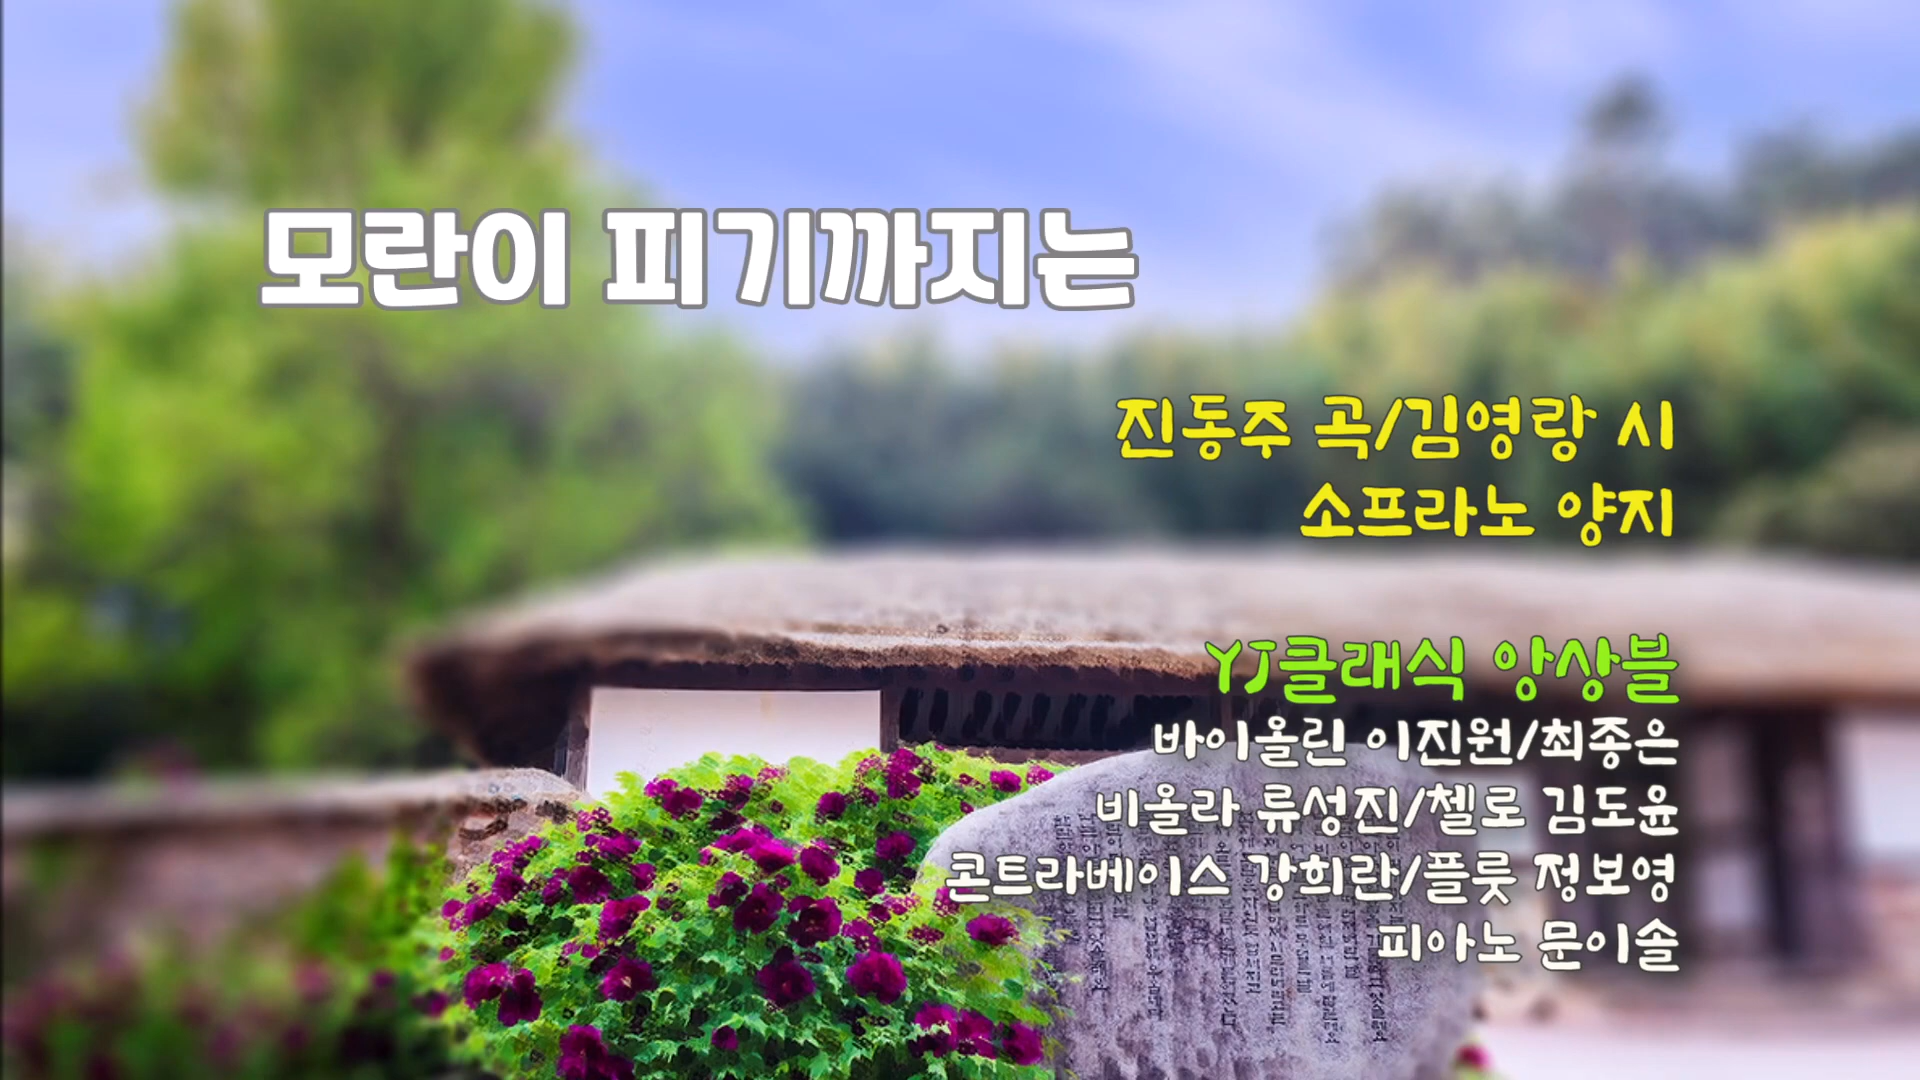 모란이 피기까지는
진동주 곡/김영랑 시
소프라노 양지
YJ클래식 앙상블
바이올린 이진원/최종은
비올라 류성진/첼로 김도윤
콘트라베이스 강희란/플룻 정보영
피아노 문이솔